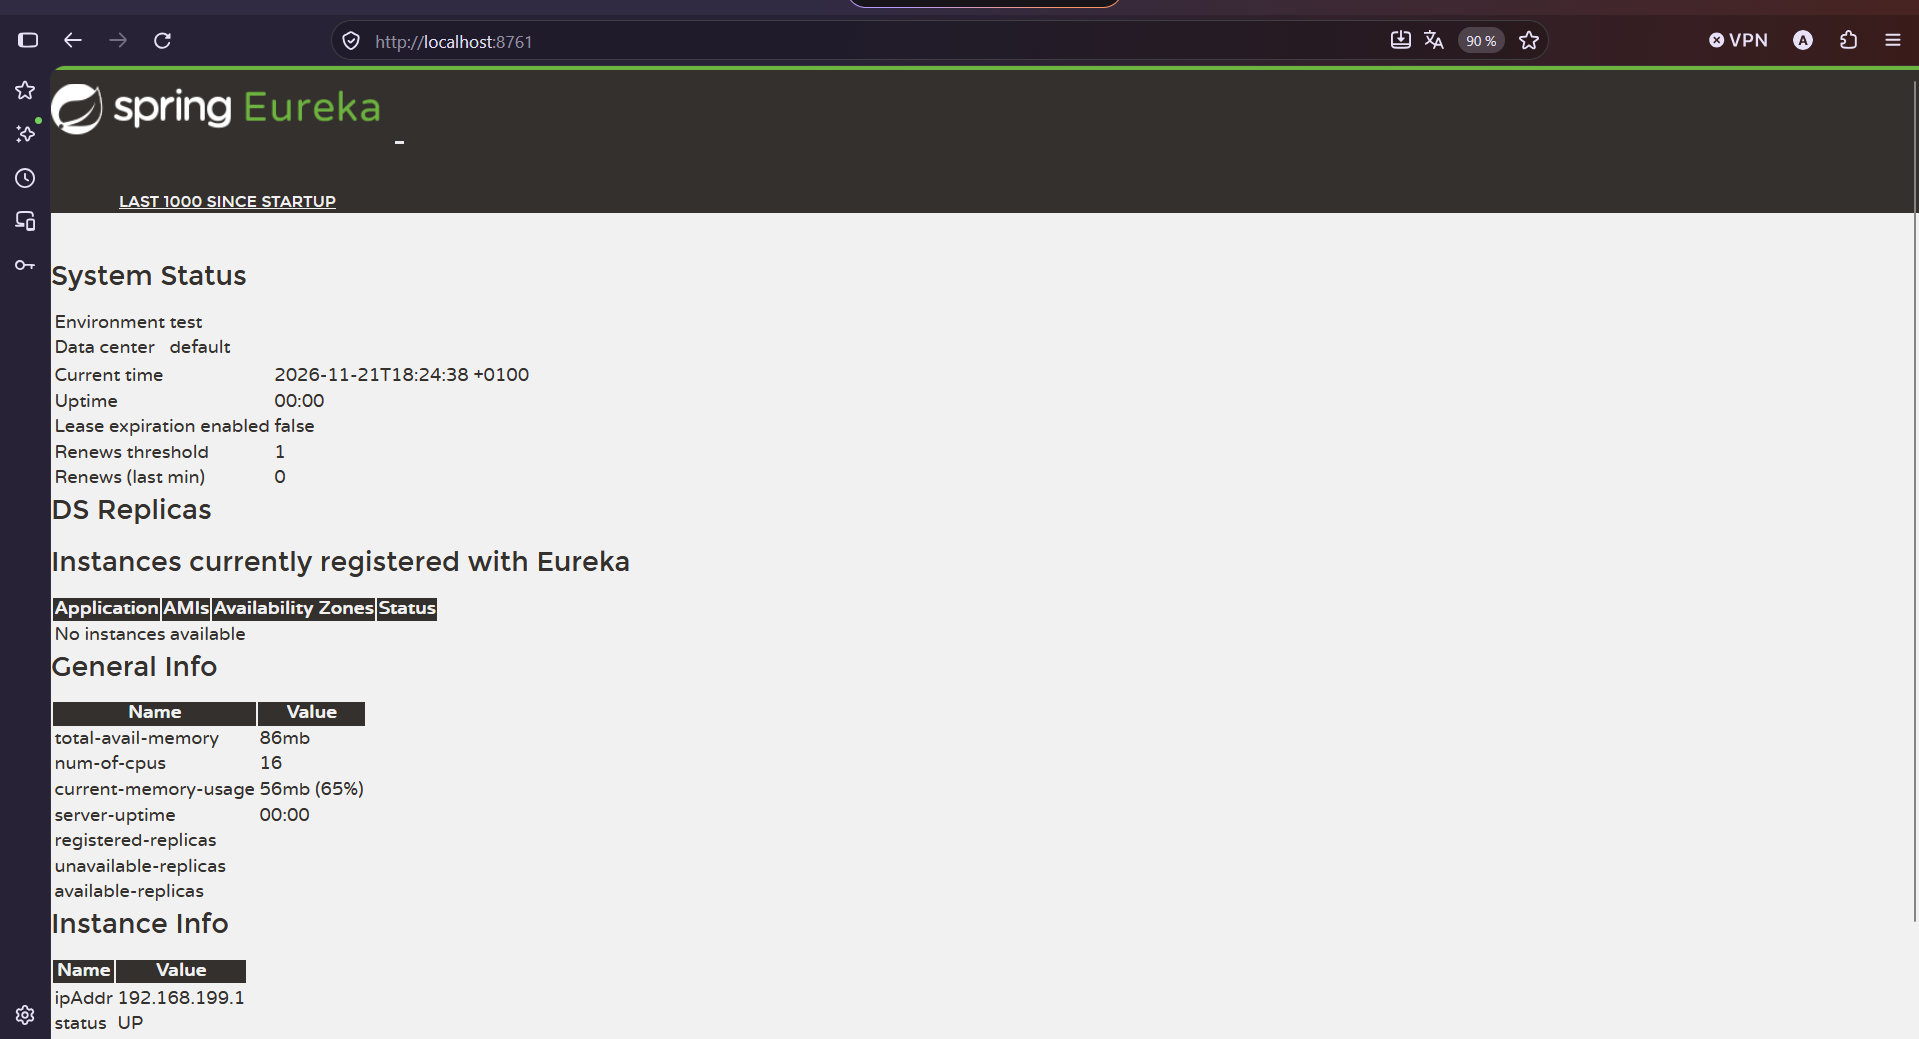 http://localhost:8761
90 %
VPN
A
spring Eureka
LAST 1000 SINCE STARTUP
System Status
Environment test
Data center default
Current time 2026-11-21T18:24:38 +0100
Uptime 00:00
Lease expiration enabled false
Renews threshold 1
Renews (last min) 0
DS Replicas
Instances currently registered with Eureka
Application AMIs Availability Zones Status
No instances available
General Info
Name Value
total-avail-memory 86mb
num-of-cpus 16
current-memory-usage 56mb (65%)
server-uptime 00:00
registered-replicas
unavailable-replicas
available-replicas
Instance Info
Name Value
ipAddr 192.168.199.1
status UP